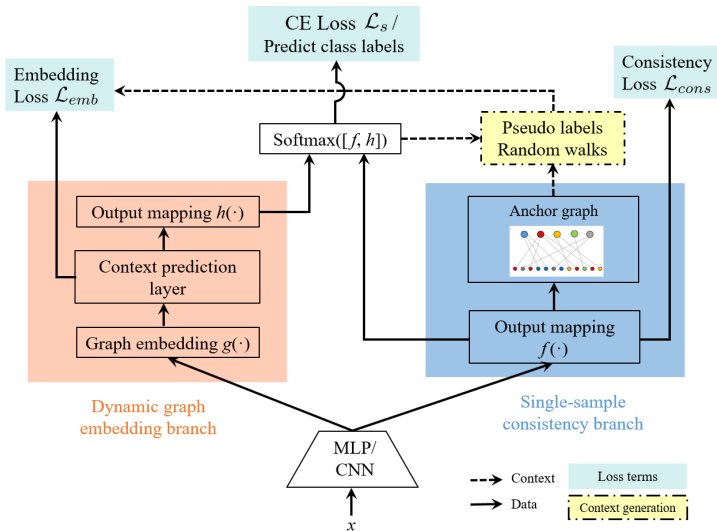 CE Loss ℒₛ /
Predict class labels
Embedding
Loss ℒ_emb
Consistency
Loss ℒ_cons
Softmax([f, h])
Pseudo labels
Random walks
Output mapping h(·)
Context prediction
layer
Graph embedding g(·)
Anchor graph
Output mapping
f(·)
Dynamic graph
embedding branch
Single-sample
consistency branch
MLP/
CNN
x
Context
Data
Loss terms
Context generation